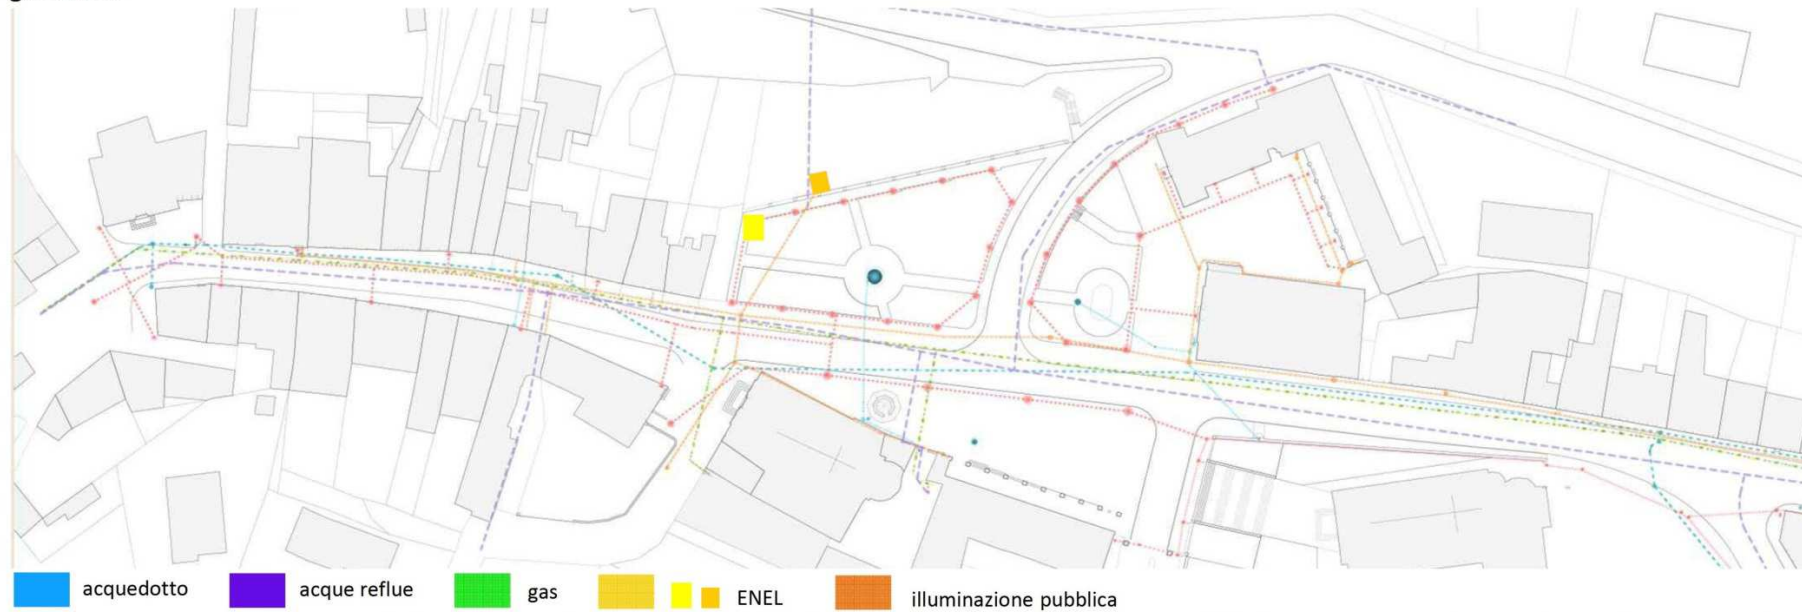 acquedotto
acque reflue
gas
ENEL
illuminazione pubblica